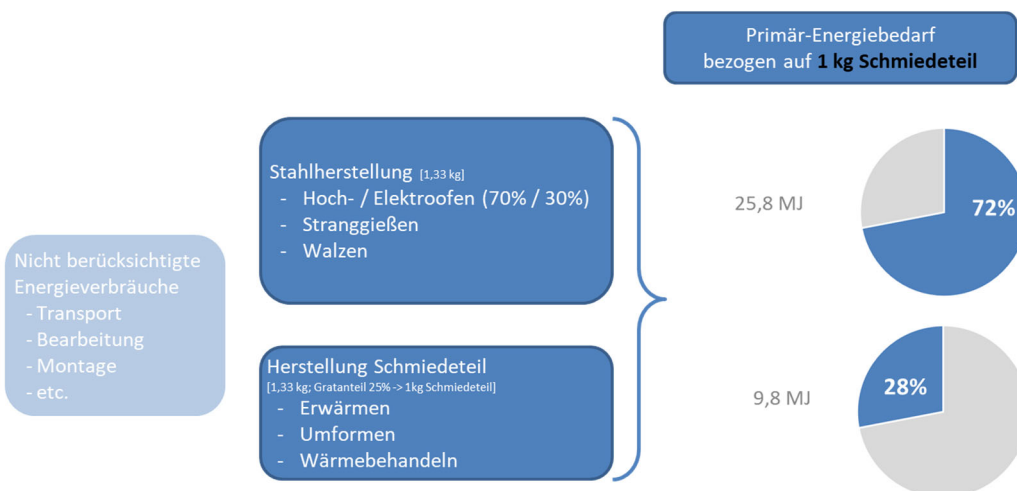 Primär-Energiebedarf
bezogen auf 1 kg Schmiedeteil
Stahlherstellung [1,33 kg]
- Hoch- / Elektroofen (70% / 30%)
- Stranggießen
- Walzen
25,8 MJ
72%
Nicht berücksichtigte
Energieverbräuche
- Transport
- Bearbeitung
- Montage
- etc.
Herstellung Schmiedeteil
[1,33 kg; Gratanteil 25% -> 1kg Schmiedeteil]
- Erwärmen
- Umformen
- Wärmebehandeln
9,8 MJ
28%